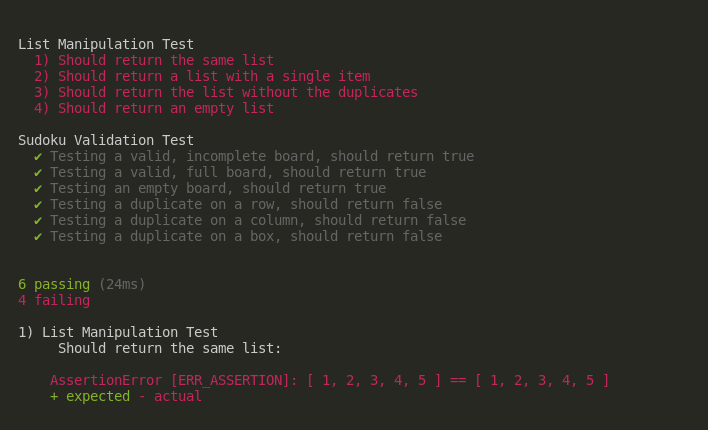 List Manipulation Test
1) Should return the same list
2) Should return a list with a single item
3) Should return the list without the duplicates
4) Should return an empty list
Sudoku Validation Test
✔ Testing a valid, incomplete board, should return true
✔ Testing a valid, full board, should return true
✔ Testing an empty board, should return true
✔ Testing a duplicate on a row, should return false
✔ Testing a duplicate on a column, should return false
✔ Testing a duplicate on a box, should return false
6 passing (24ms)
4 failing
1) List Manipulation Test
Should return the same list:
AssertionError [ERR_ASSERTION]: [ 1, 2, 3, 4, 5 ] == [ 1, 2, 3, 4, 5 ]
+ expected - actual